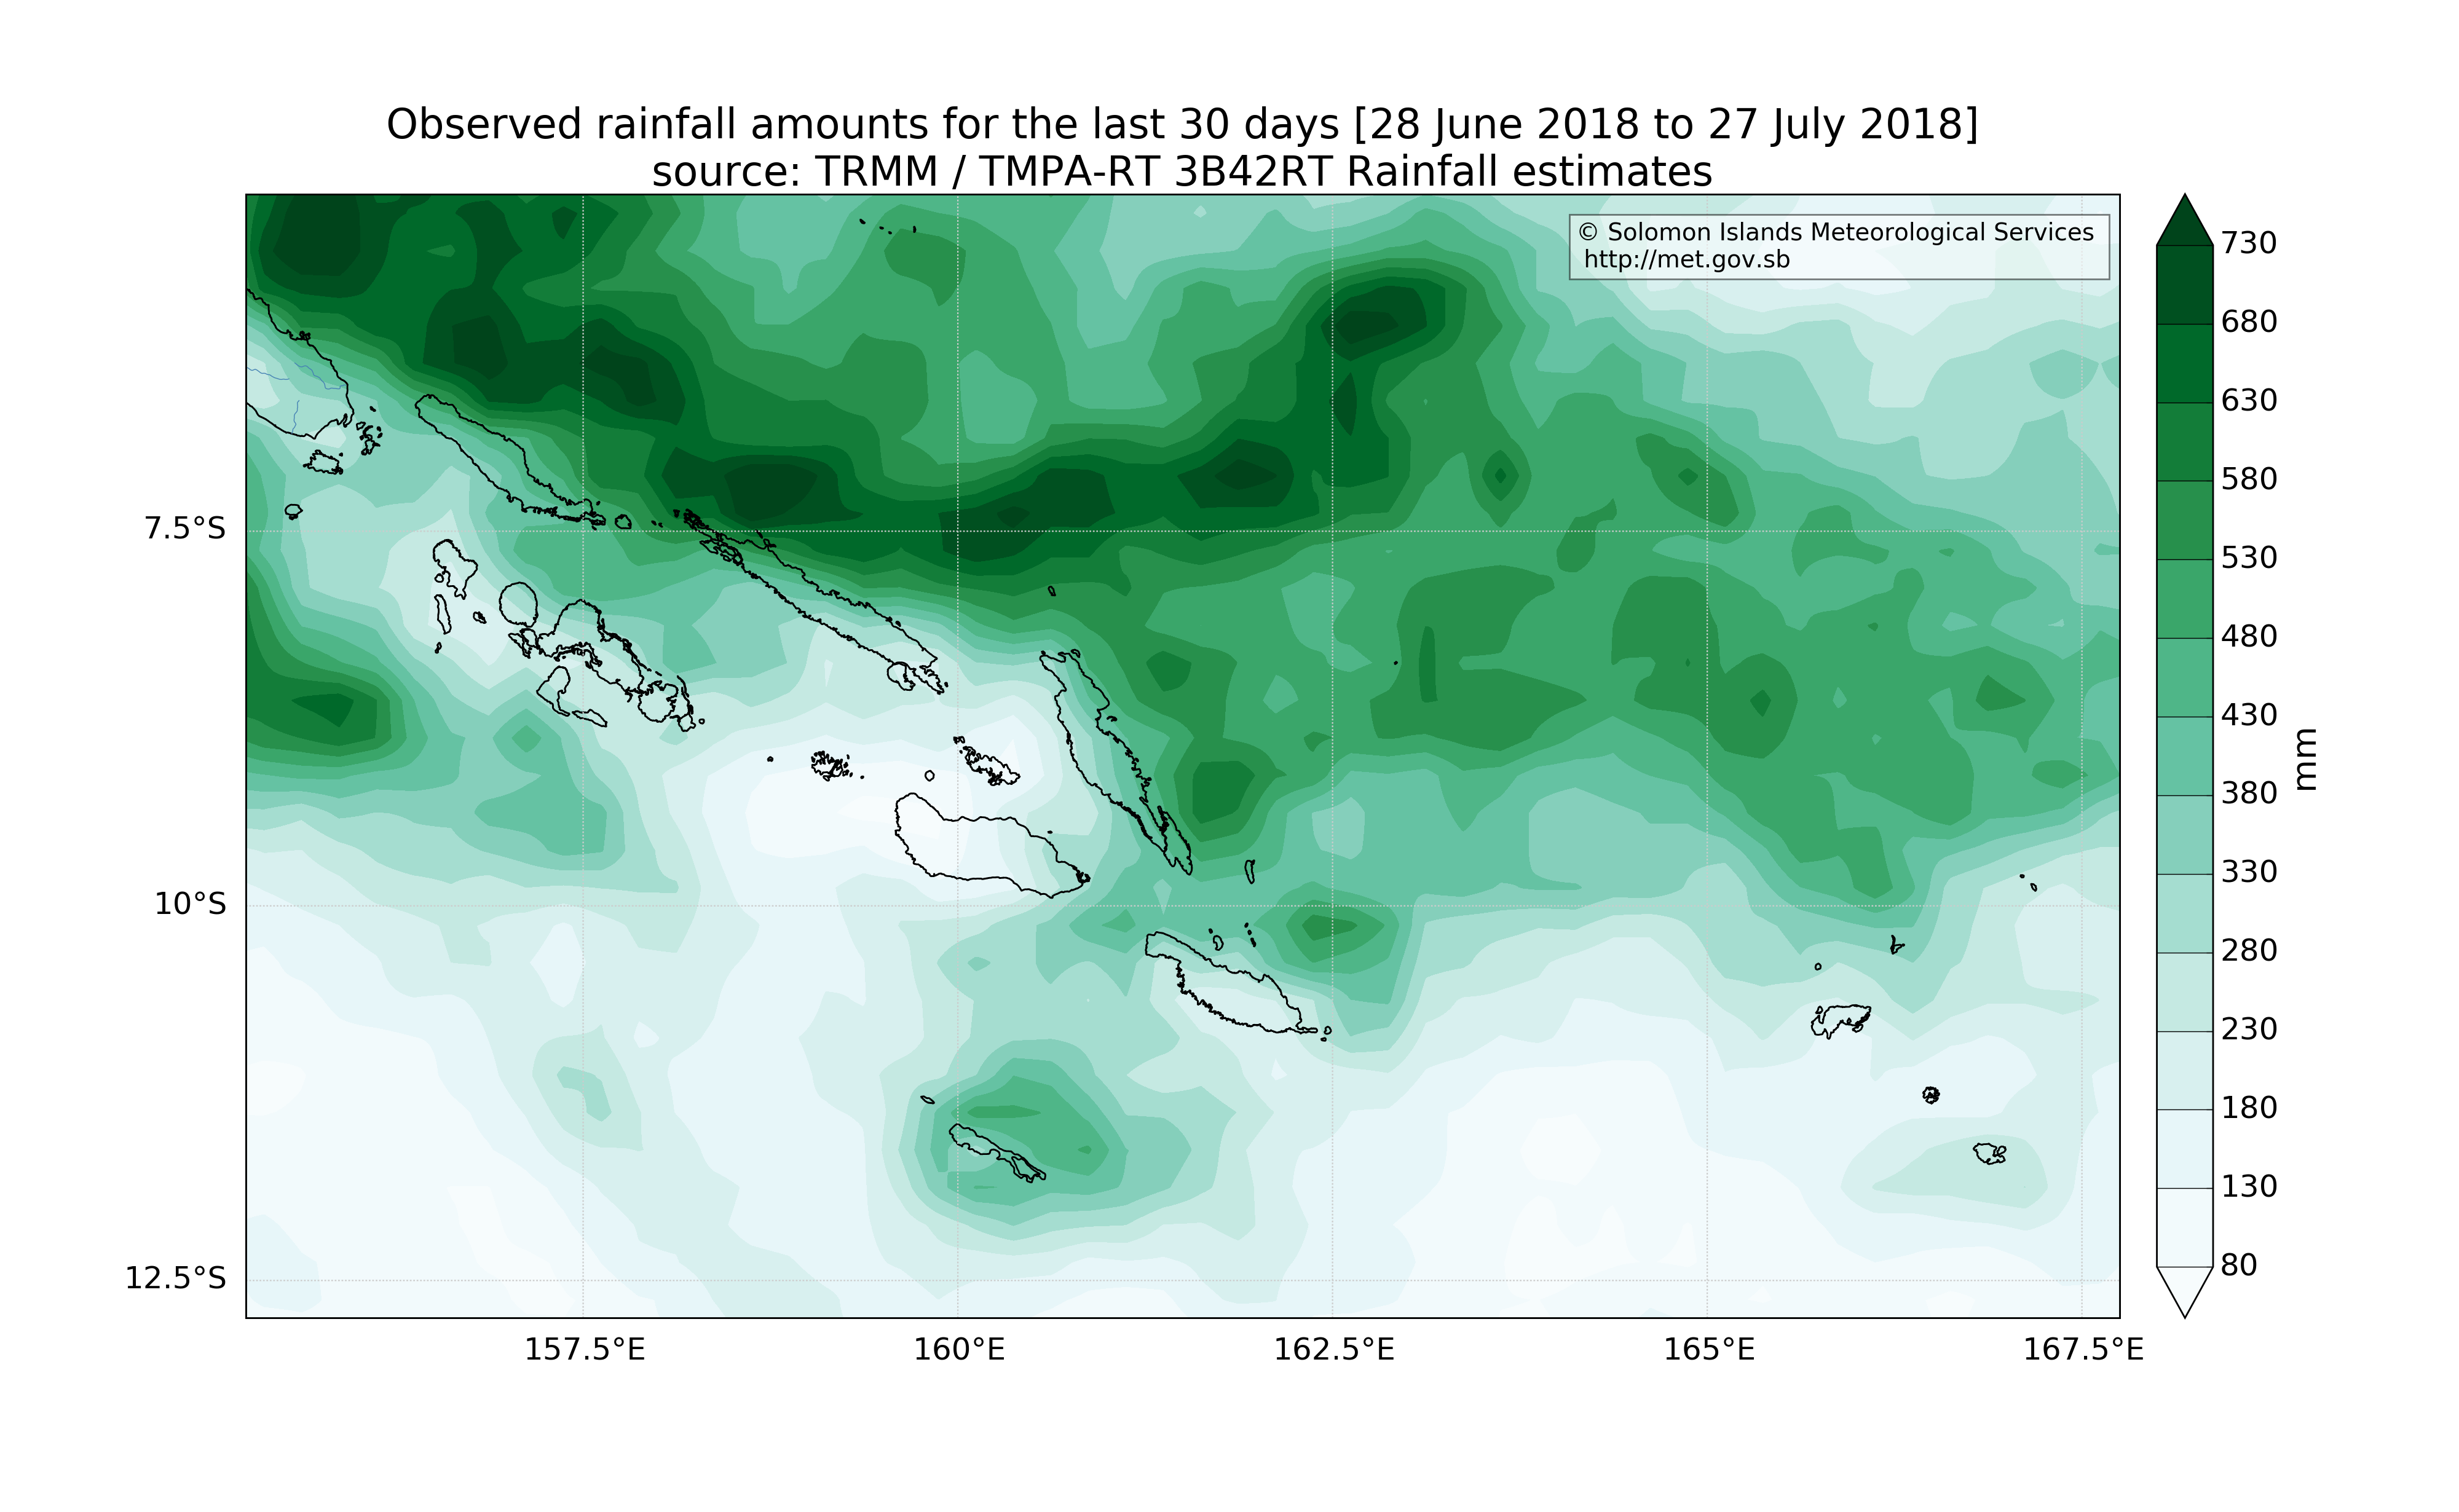 Observed rainfall amounts for the last 30 days [28 June 2018 to 27 July 2018]
source: TRMM / TMPA-RT 3B42RT Rainfall estimates
© Solomon Islands Meteorological Services
http://met.gov.sb
730
680
630
580
530
480
430
380
330
280
230
180
130
80
mm
7.5°S
10°S
12.5°S
157.5°E
160°E
162.5°E
165°E
167.5°E